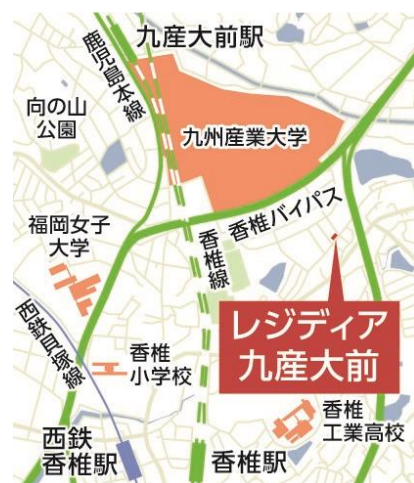 九産大前駅
鹿児島本線
向の山
公園
九州産業大学
香椎バイパス
福岡女子
大学
香椎線
西鉄貝塚線
レジディア
九産大前
香椎
小学校
香椎
工業高校
西鉄
香椎駅
香椎駅